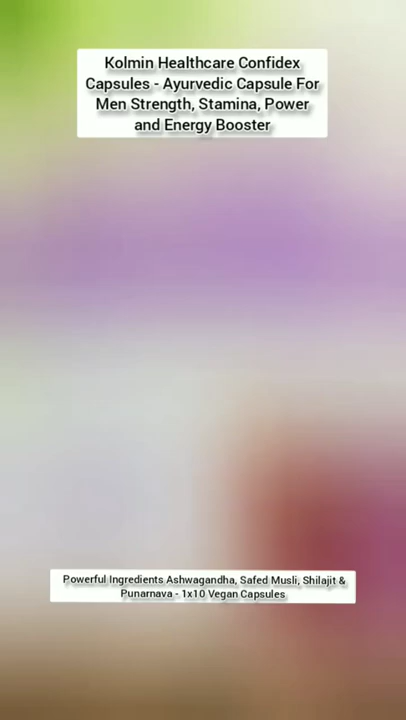 Kolmin Healthcare Confidex
Capsules - Ayurvedic Capsule For
Men Strength, Stamina, Power
and Energy Booster
Powerful Ingredients Ashwagandha, Safed Musli, Shilajit &
Punarnava - 1x10 Vegan Capsules